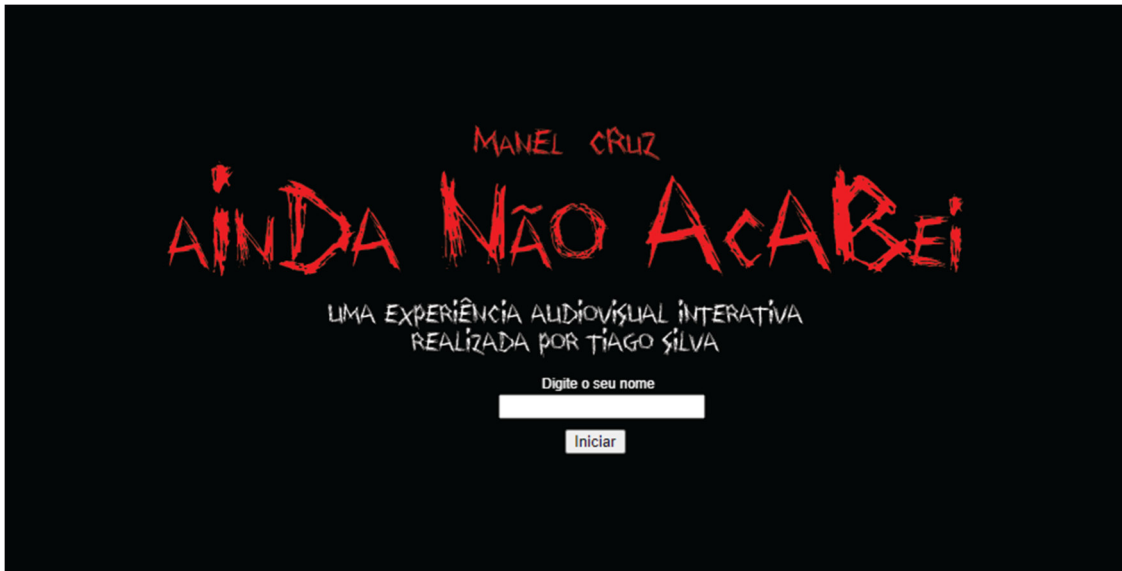 MANEL CRUZ
AINDA NÃO ACABEI
UMA EXPERIÊNCIA AUDIOVISUAL INTERATIVA
REALIZADA POR TIAGO SILVA
Digite o seu nome
Iniciar